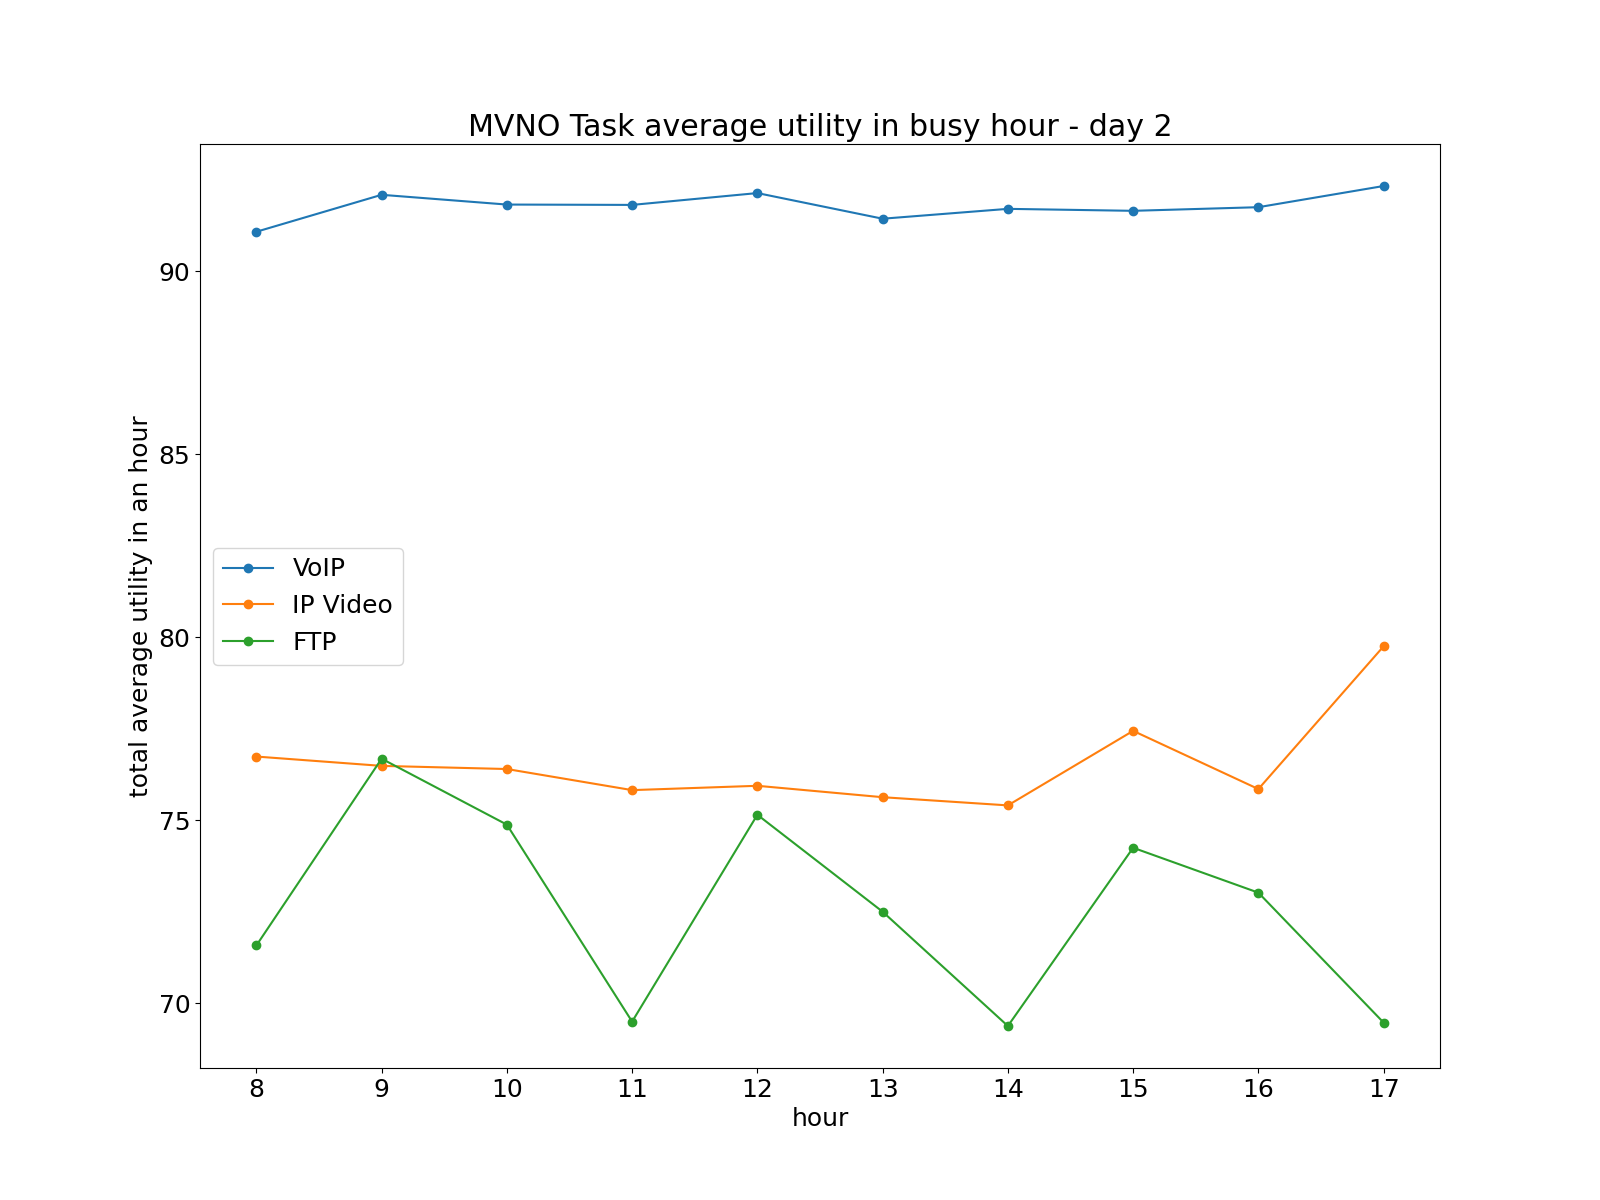 MVNO Task average utility in busy hour - day 2
total average utility in an hour
90
85
80
75
70
VoIP
IP Video
FTP
8 9 10 11 12 13 14 15 16 17
hour